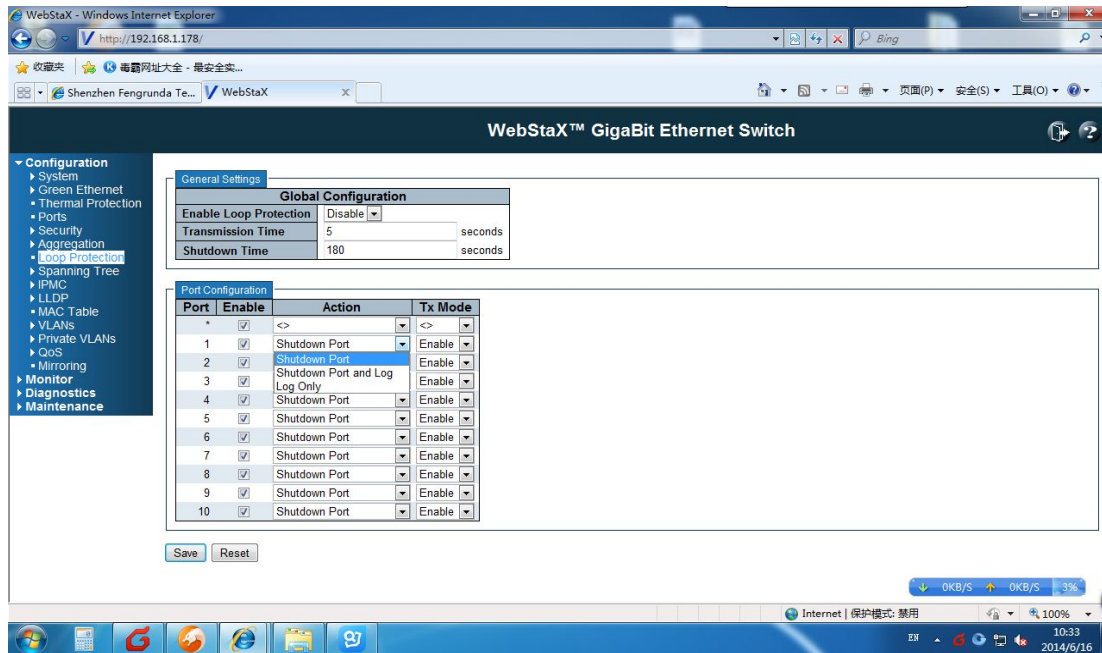 WebStaX - Windows Internet Explorer
http://192.168.1.178/
Bing
收藏夹
毒霸网址大全 - 最安全实...
Shenzhen Fengrunda Te...
WebStaX
页面(P)
安全(S)
工具(O)
WebStaX™ GigaBit Ethernet Switch
Configuration
System
Green Ethernet
Thermal Protection
Ports
Security
Aggregation
Loop Protection
Spanning Tree
IPMC
LLDP
MAC Table
VLANs
Private VLANs
QoS
Mirroring
Monitor
Diagnostics
Maintenance
General Settings
Global Configuration
Enable Loop Protection Disable
Transmission Time 5 seconds
Shutdown Time 180 seconds
Port Configuration
Port Enable Action Tx Mode
* <> <>
1 Shutdown Port Enable
2 Shutdown Port Enable
Shutdown Port and Log
3 Log Only Enable
4 Shutdown Port Enable
5 Shutdown Port Enable
6 Shutdown Port Enable
7 Shutdown Port Enable
8 Shutdown Port Enable
9 Shutdown Port Enable
10 Shutdown Port Enable
Save Reset
0KB/S 0KB/S 3%
Internet | 保护模式: 禁用
100%
EN
10:33
2014/6/16